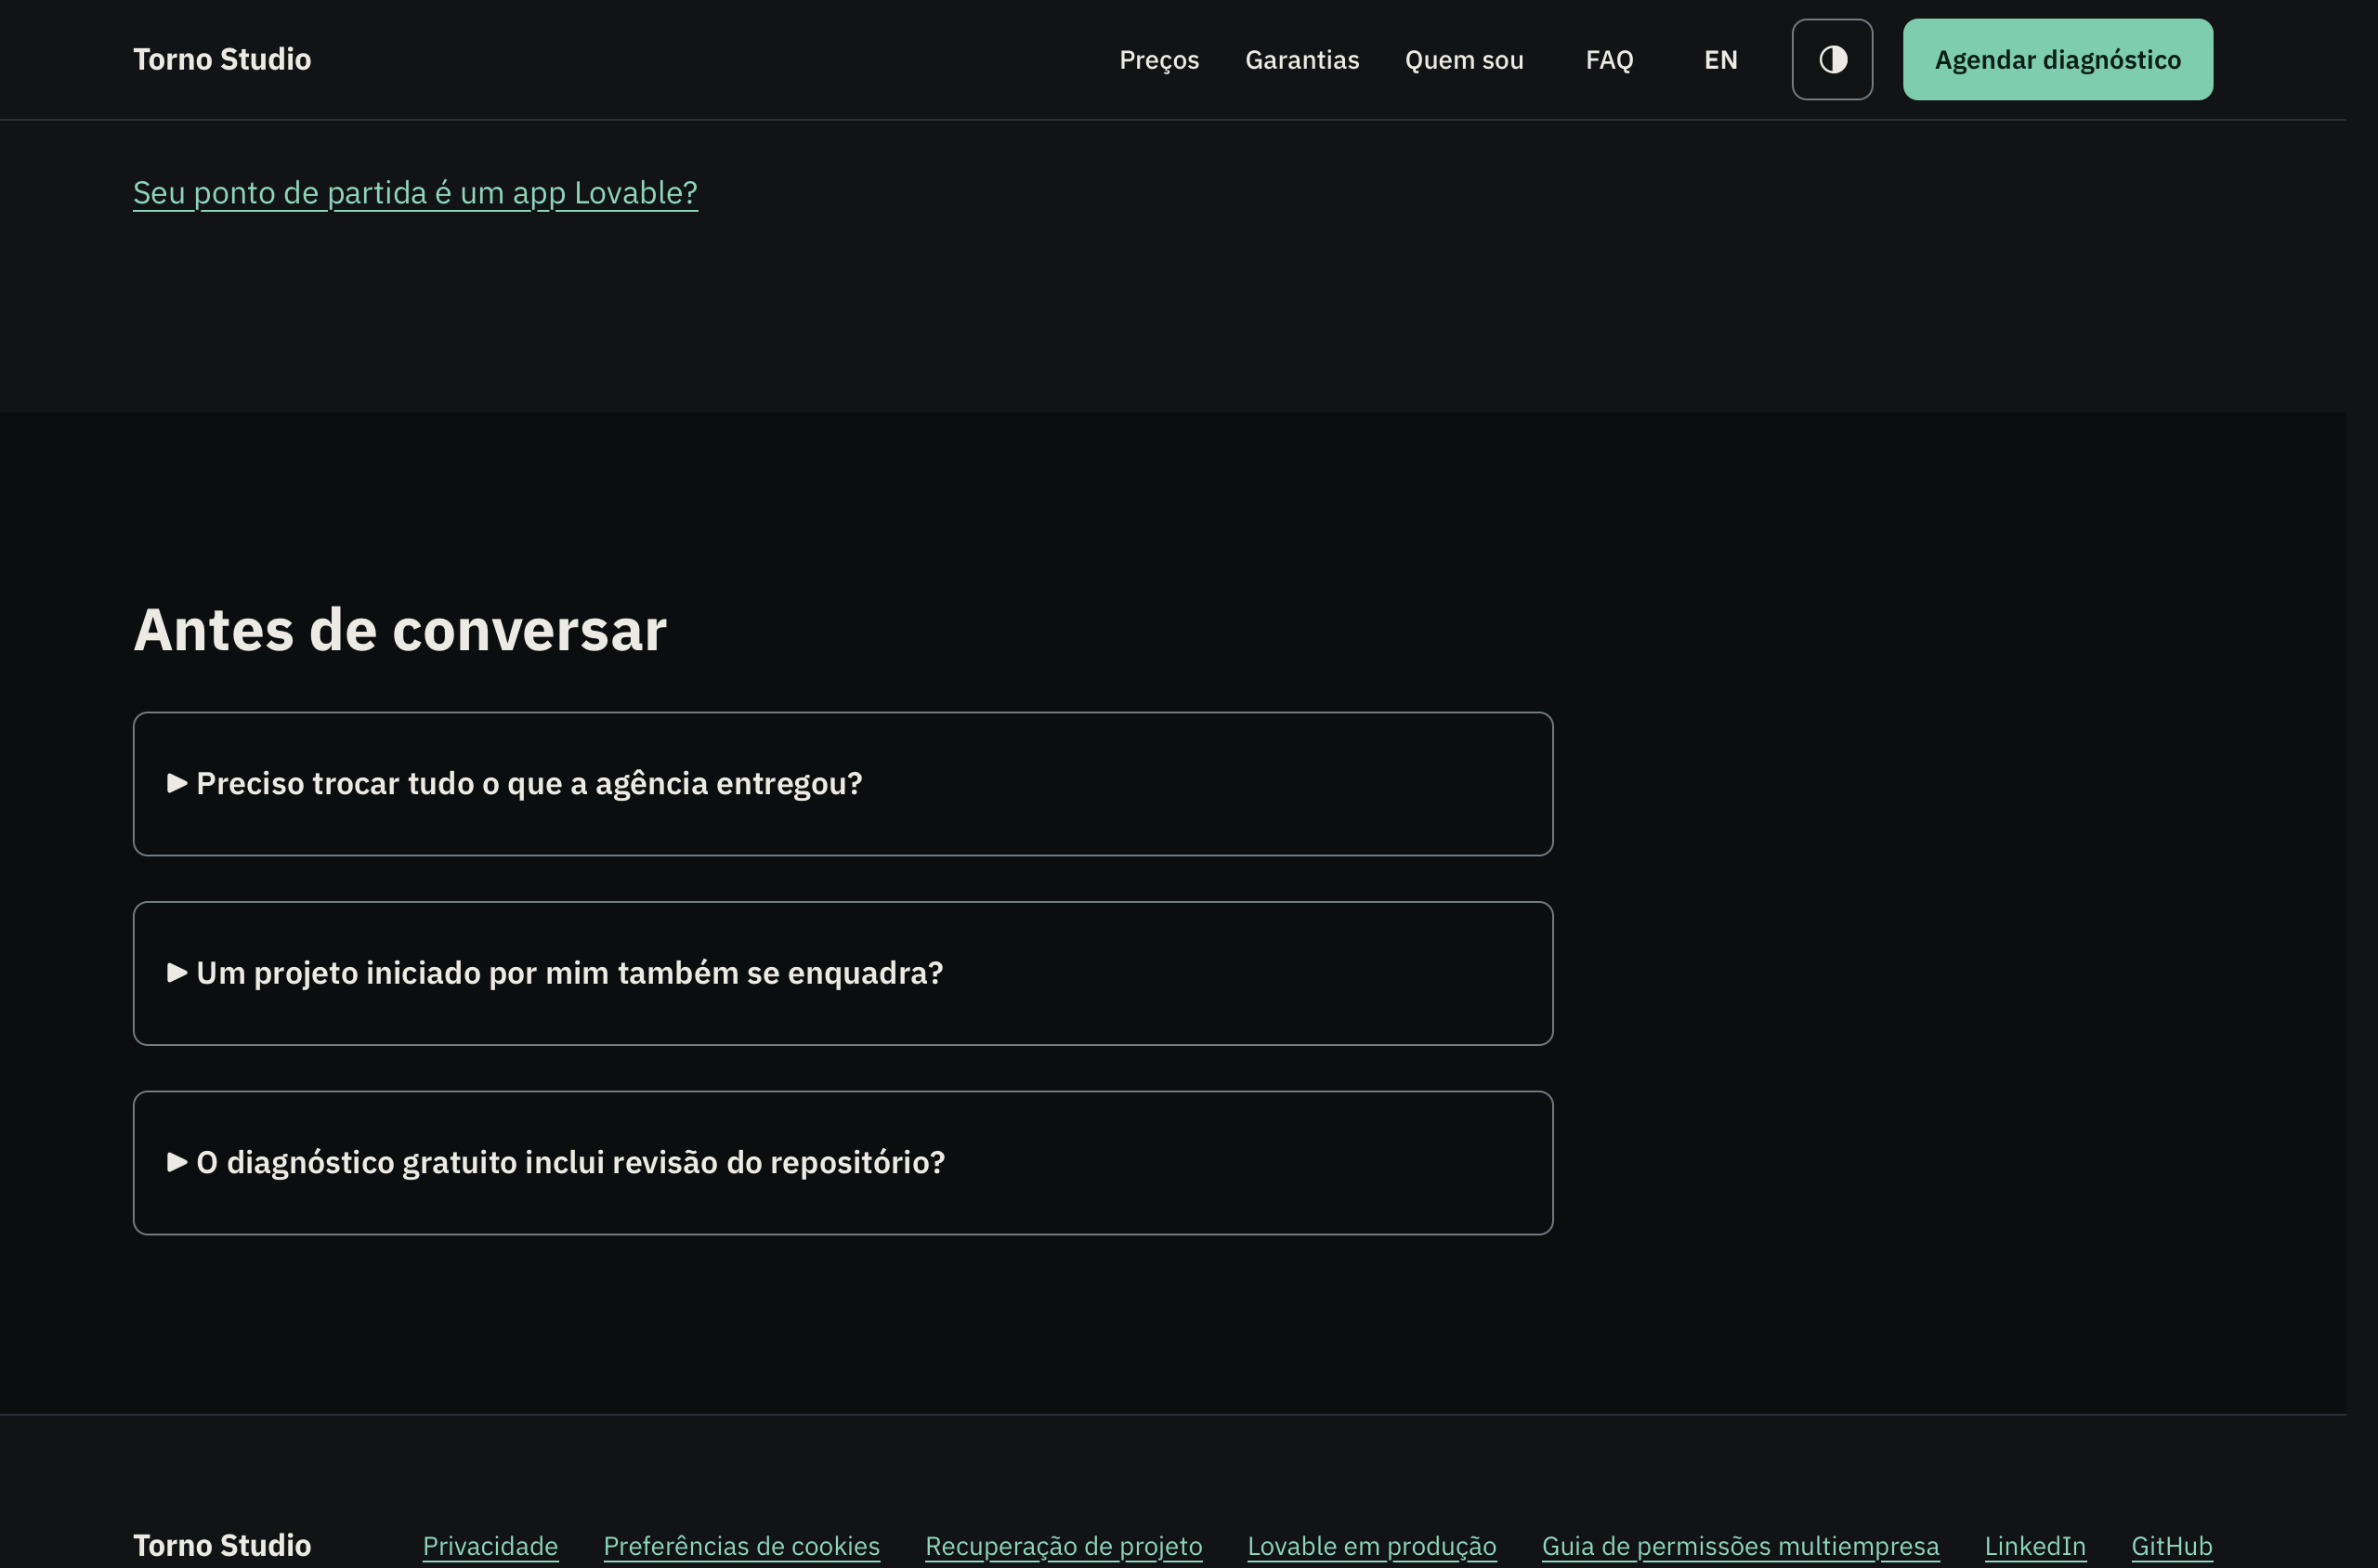 Torno Studio
Preços
Garantias
Quem sou
FAQ
EN
Agendar diagnóstico
Seu ponto de partida é um app Lovable?
Antes de conversar
Preciso trocar tudo o que a agência entregou?
Um projeto iniciado por mim também se enquadra?
O diagnóstico gratuito inclui revisão do repositório?
Torno Studio
Privacidade
Preferências de cookies
Recuperação de projeto
Lovable em produção
Guia de permissões multiempresa
LinkedIn
GitHub